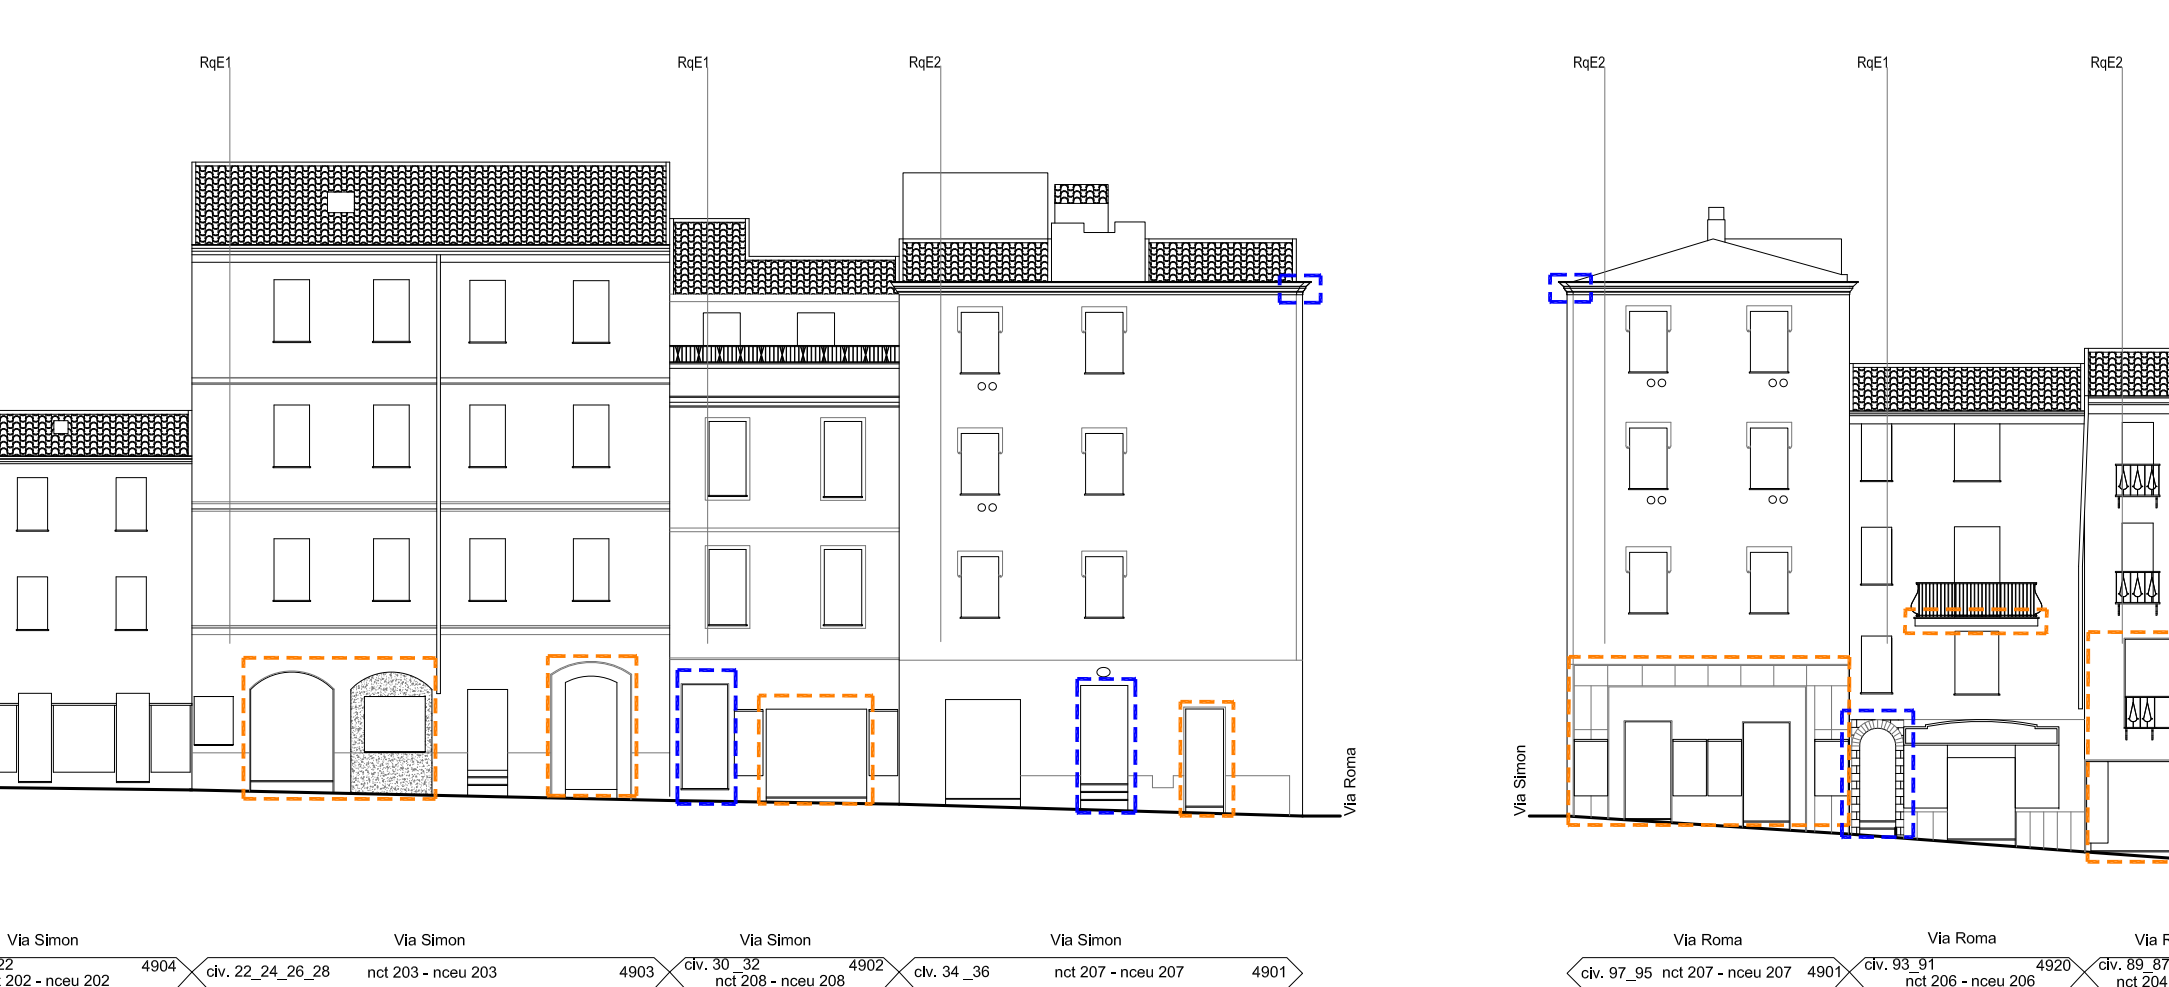 RqE1
RqE1
RqE2
RqE2
RqE1
RqE2
Via Roma
Via Simon
Via Simon
22
4904
202 - nceu 202
Via Simon
civ. 22_24_26_28
nct 203 - nceu 203
4903
Via Simon
civ. 30 _32
4902
nct 208 - nceu 208
Via Simon
civ. 34 _36
nct 207 - nceu 207
4901
Via Roma
civ. 97_95
nct 207 - nceu 207
4901
Via Roma
civ. 93_91
4920
nct 206 - nceu 206
Via R
civ. 89_87
nct 204